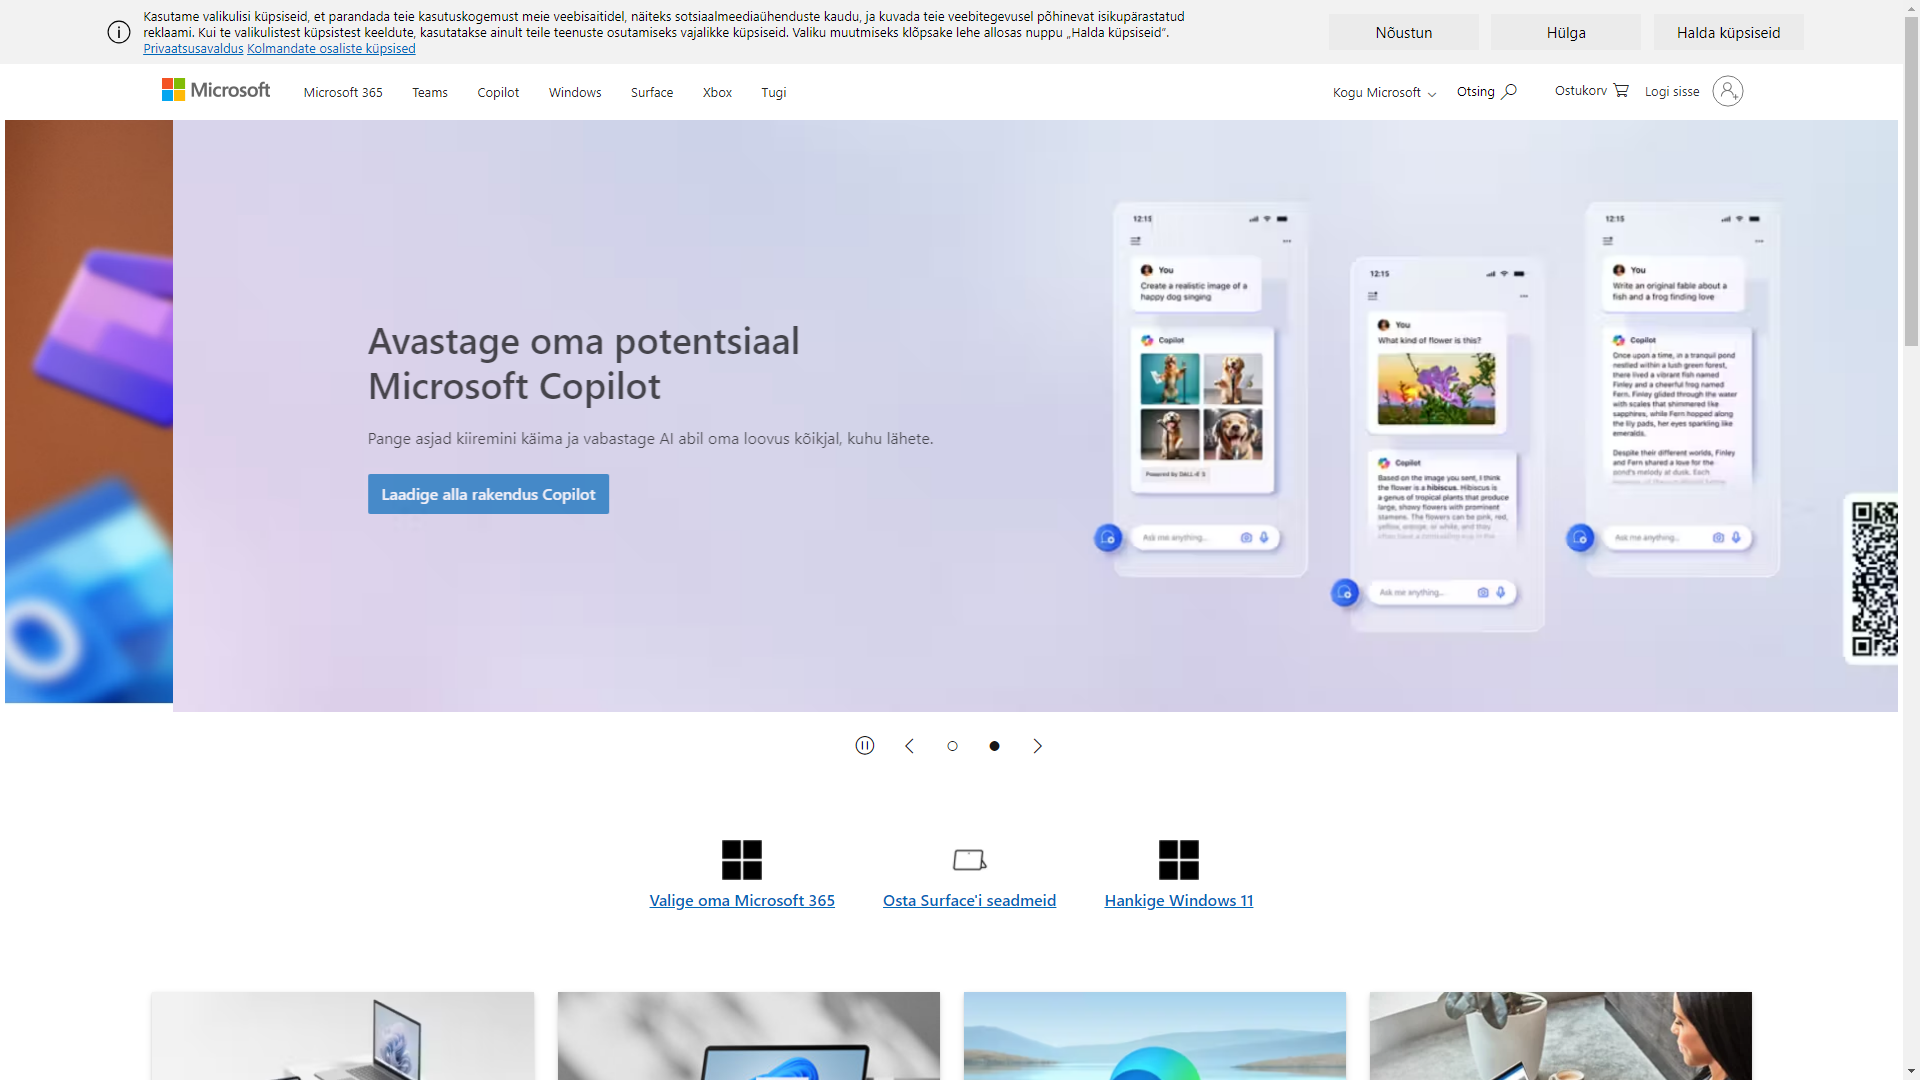 Kasutame valikulisi küpsiseid, et parandada teie kasutuskogemust meie veebisaitidel, näiteks sotsiaalmeediaühenduste kaudu, ja kuvada teie veebitegevusel põhinevat isikupärastatud
reklaami. Kui te valikulistest küpsistest keeldute, kasutatakse ainult teile teenuste osutamiseks vajalikke küpsiseid. Valiku muutmiseks klõpsake lehe allosas nuppu „Halda küpsiseid”.
Privaatsusavaldus Kolmandate osaliste küpsised
Nõustun
Hülga
Halda küpsiseid
Microsoft
Microsoft 365
Teams
Copilot
Windows
Surface
Xbox
Tugi
Kogu Microsoft
Otsing
Ostukorv
Logi sisse
Avastage oma potentsiaal
Microsoft Copilot
Pange asjad kiiremini käima ja vabastage AI abil oma loovus kõikjal, kuhu lähete.
Laadige alla rakendus Copilot
12:15
You
Create a realistic image of a
happy dog singing
Copilot
Powered by DALL·E 3
Ask me anything...
12:15
You
What kind of flower is this?
Copilot
Based on the image you sent, I think
the flower is a hibiscus. Hibiscus is
a genus of tropical plants that produce
large, showy flowers with prominent
stamens. The flowers can be pink, red,
yellow, orange, or white, and they
Ask me anything...
12:15
You
Write an original fable about a
fish and a frog finding love
Copilot
Once upon a time, in a tranquil pond
nestled within a lush green forest,
there lived a vibrant fish named
Finley and a cheerful frog named
Fern. Finley glided through the water
with scales that shimmered like
sapphires, while Fern hopped along
the lily pads, her eyes sparkling like
emeralds.
Despite their different worlds, Finley
and Fern shared a love for the
pond's melody at dusk. Each
Ask me anything...
Valige oma Microsoft 365
Osta Surface'i seadmeid
Hankige Windows 11